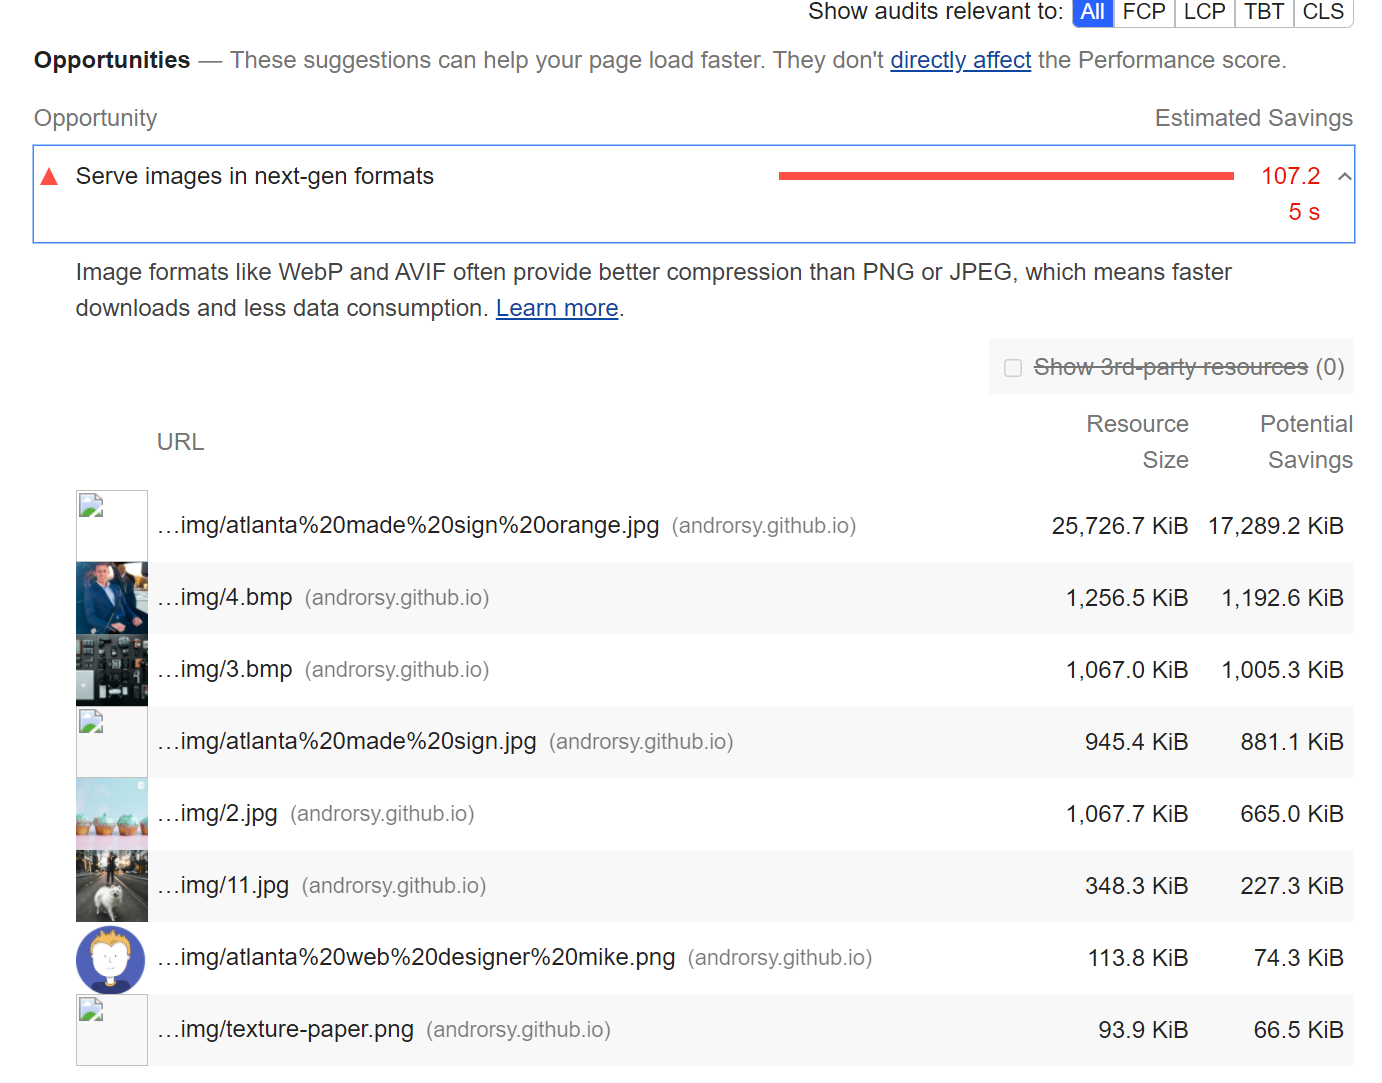 Show audits relevant to: All FCP LCP TBT CLS
Opportunities — These suggestions can help your page load faster. They don't directly affect the Performance score.
Opportunity Estimated Savings
Serve images in next-gen formats 107.2
5 s
Image formats like WebP and AVIF often provide better compression than PNG or JPEG, which means faster
downloads and less data consumption. Learn more.
Show 3rd-party resources (0)
URL Resource Size Potential Savings
…img/atlanta%20made%20sign%20orange.jpg (androrsy.github.io) 25,726.7 KiB 17,289.2 KiB
…img/4.bmp (androrsy.github.io) 1,256.5 KiB 1,192.6 KiB
…img/3.bmp (androrsy.github.io) 1,067.0 KiB 1,005.3 KiB
…img/atlanta%20made%20sign.jpg (androrsy.github.io) 945.4 KiB 881.1 KiB
…img/2.jpg (androrsy.github.io) 1,067.7 KiB 665.0 KiB
…img/11.jpg (androrsy.github.io) 348.3 KiB 227.3 KiB
…img/atlanta%20web%20designer%20mike.png (androrsy.github.io) 113.8 KiB 74.3 KiB
…img/texture-paper.png (androrsy.github.io) 93.9 KiB 66.5 KiB